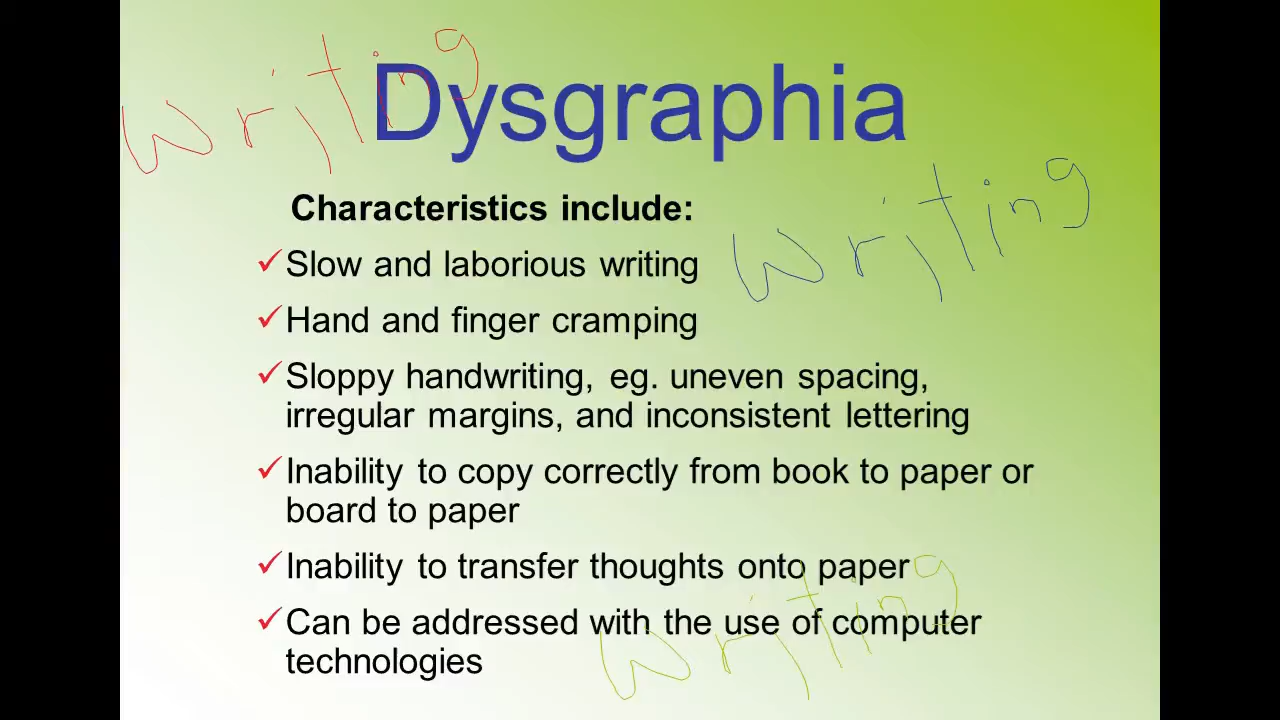 Writing
Dysgraphia
Writing
Characteristics include:
✓Slow and laborious writing
✓Hand and finger cramping
✓Sloppy handwriting, eg. uneven spacing,
irregular margins, and inconsistent lettering
✓Inability to copy correctly from book to paper or
board to paper
✓Inability to transfer thoughts onto paper
✓Can be addressed with the use of computer
technologies
Writing